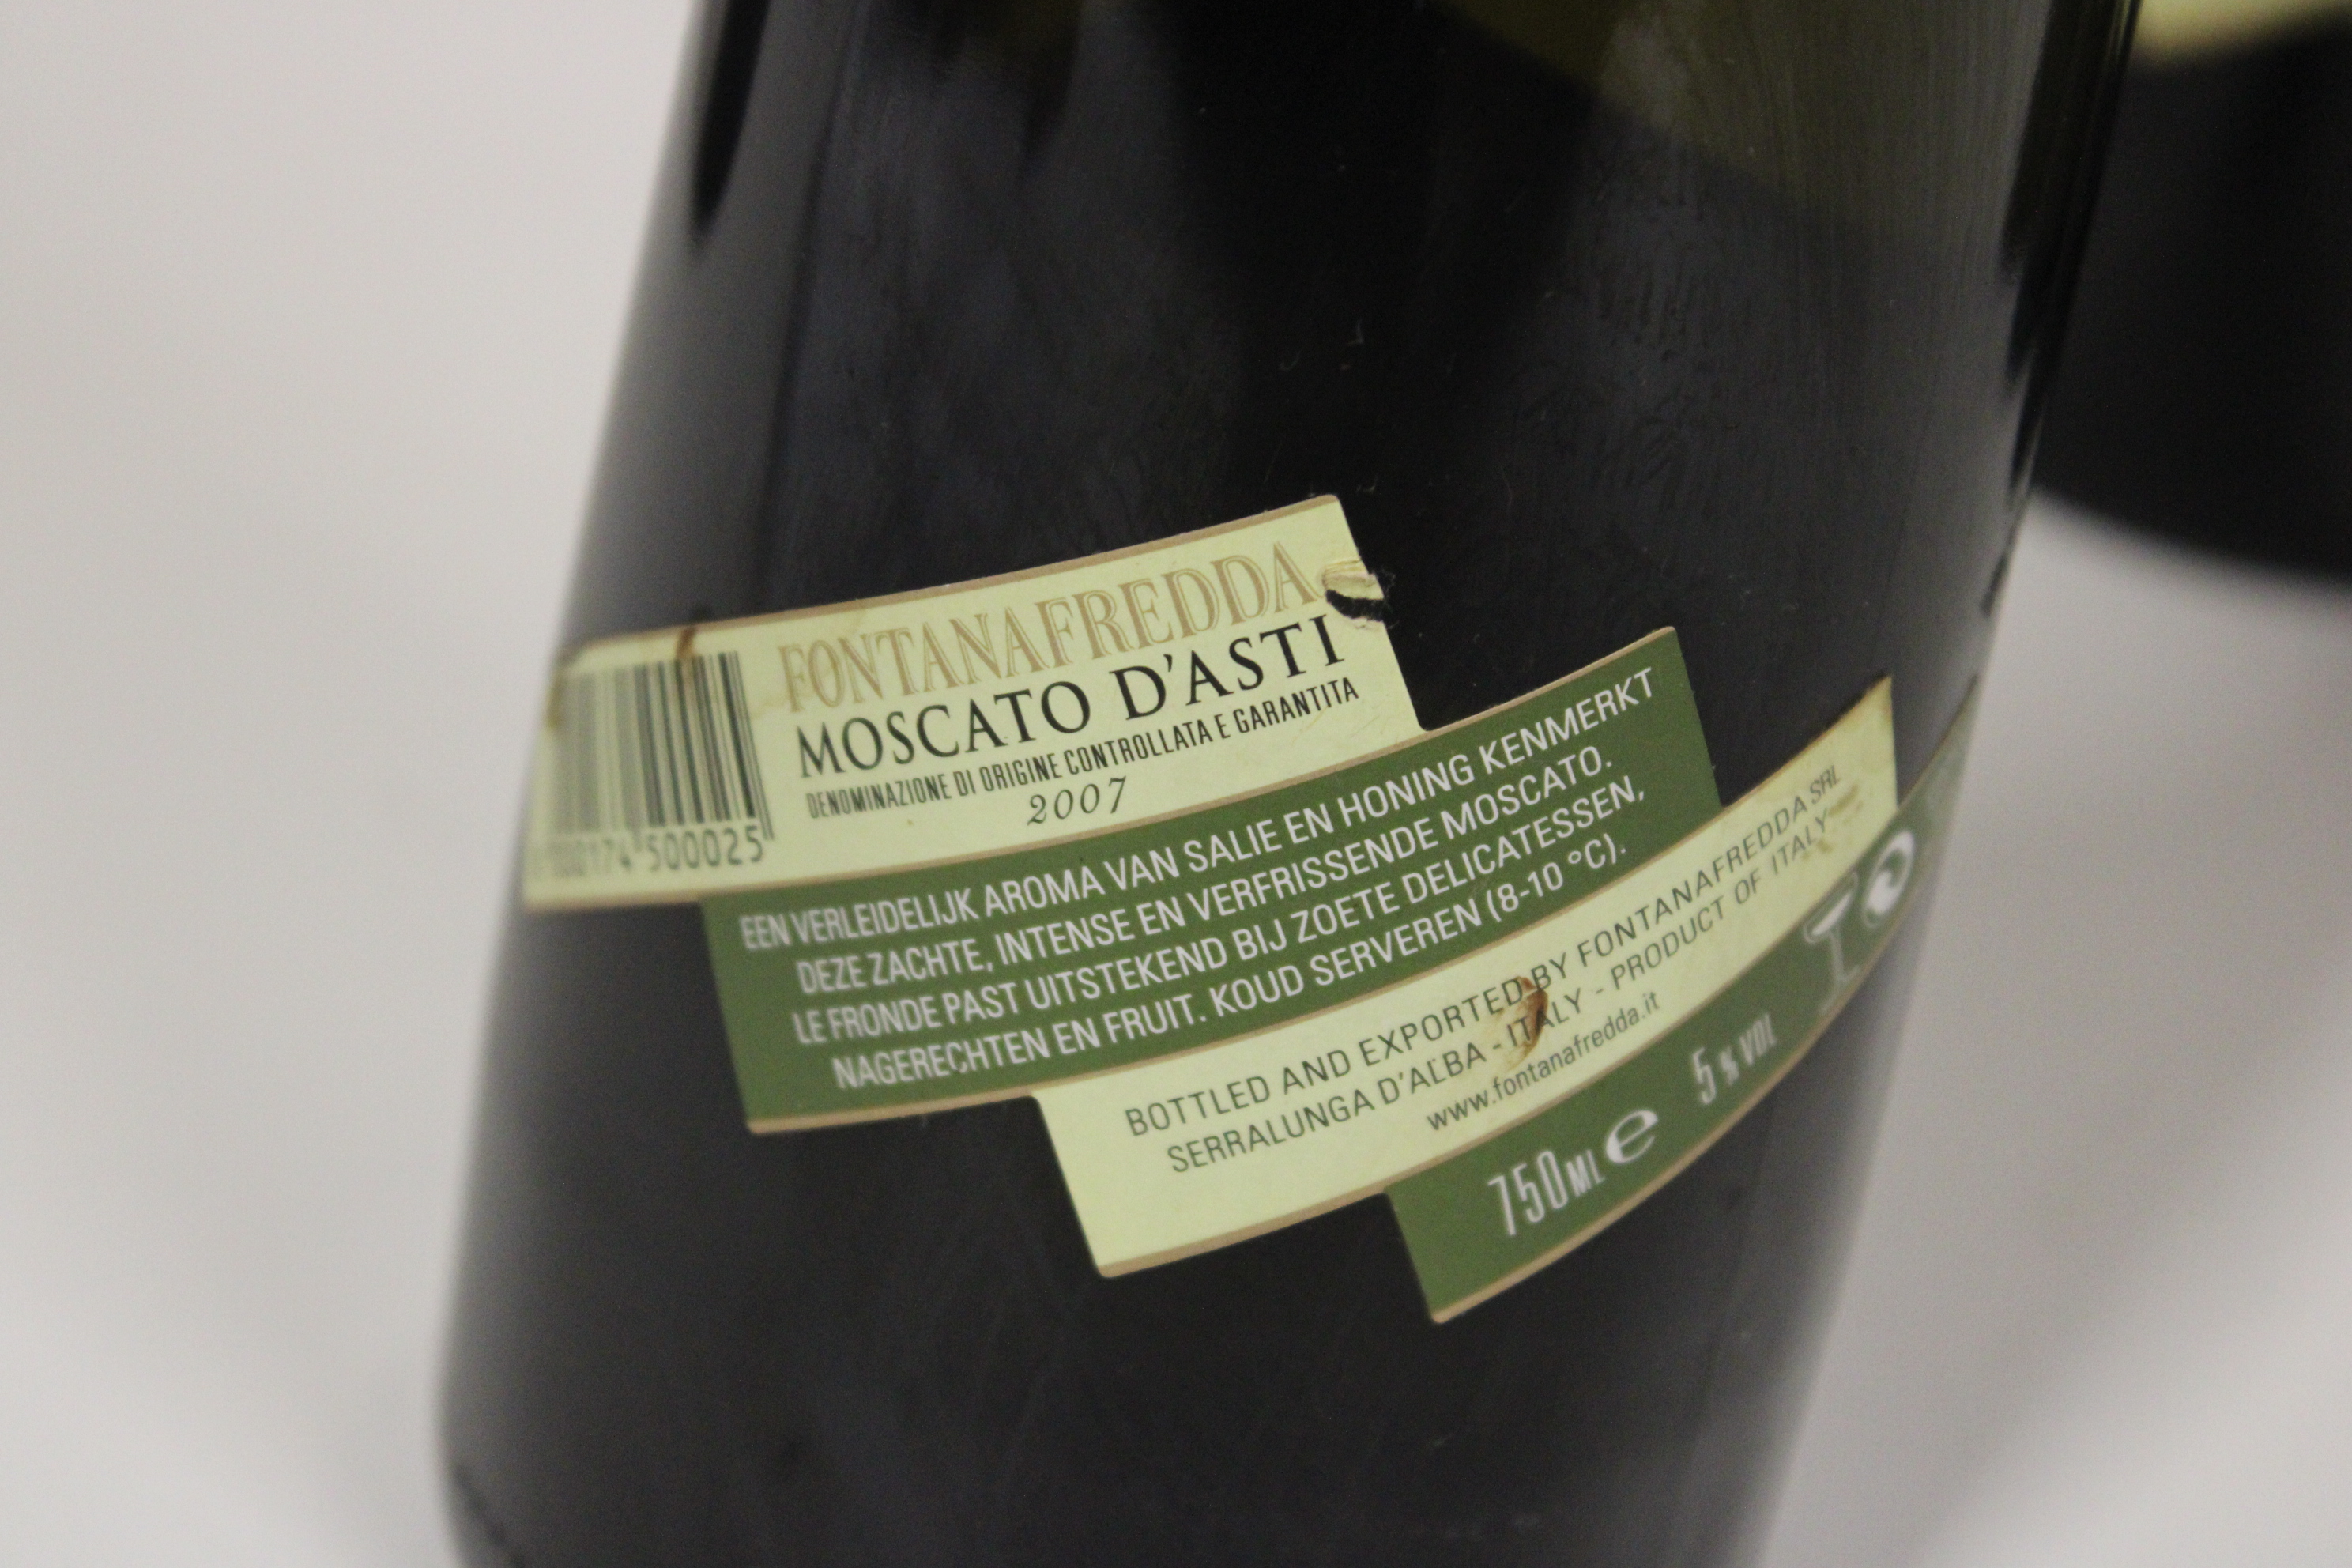 FONTANAFREDDA
MOSCATO D'ASTI
DENOMINAZIONE DI ORIGINE CONTROLLATA E GARANTITA
2007
500025
EEN VERLEIDELIJK AROMA VAN SALIE EN HONING KENMERKT
DEZE ZACHTE, INTENSE EN VERFRISSENDE MOSCATO.
LE FRONDE PAST UITSTEKEND BIJ ZOETE DELICATESSEN,
NAGERECHTEN EN FRUIT. KOUD SERVEREN (8-10 °C).
BOTTLED AND EXPORTED BY FONTANAFREDDA SRL
SERRALUNGA D'ALBA - ITALY - PRODUCT OF ITALY
www.fontanafredda.it
750ML e 5 % VOL